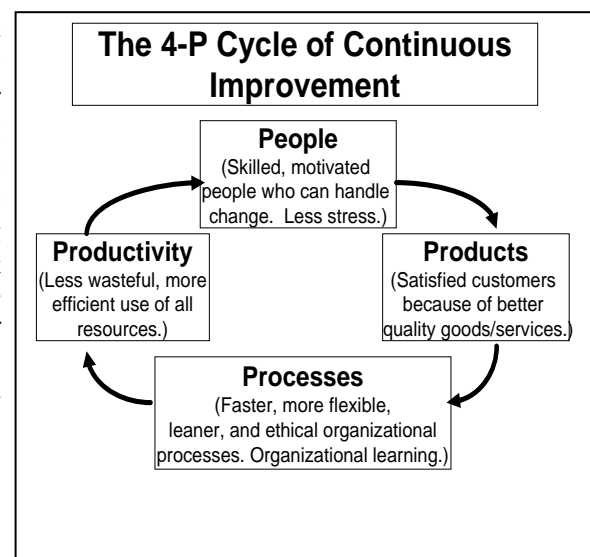 The 4-P Cycle of Continuous
Improvement
People
(Skilled, motivated
people who can handle
change. Less stress.)
Productivity
(Less wasteful, more
efficient use of all
resources.)
Products
(Satisfied customers
because of better
quality goods/services.)
Processes
(Faster, more flexible,
leaner, and ethical organizational
processes. Organizational learning.)